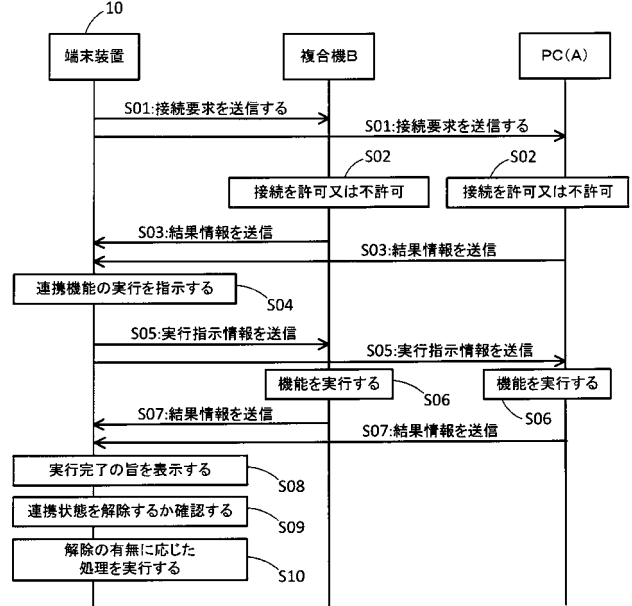 10
端末装置
複合機B
PC(A)
S01:接続要求を送信する
S01:接続要求を送信する
S02
S02
接続を許可又は不許可
接続を許可又は不許可
S03:結果情報を送信
S03:結果情報を送信
連携機能の実行を指示する
S04
S05:実行指示情報を送信
S05:実行指示情報を送信
機能を実行する
機能を実行する
S06
S06
S07:結果情報を送信
S07:結果情報を送信
実行完了の旨を表示する
S08
連携状態を解除するか確認する
S09
解除の有無に応じた
処理を実行する
S10